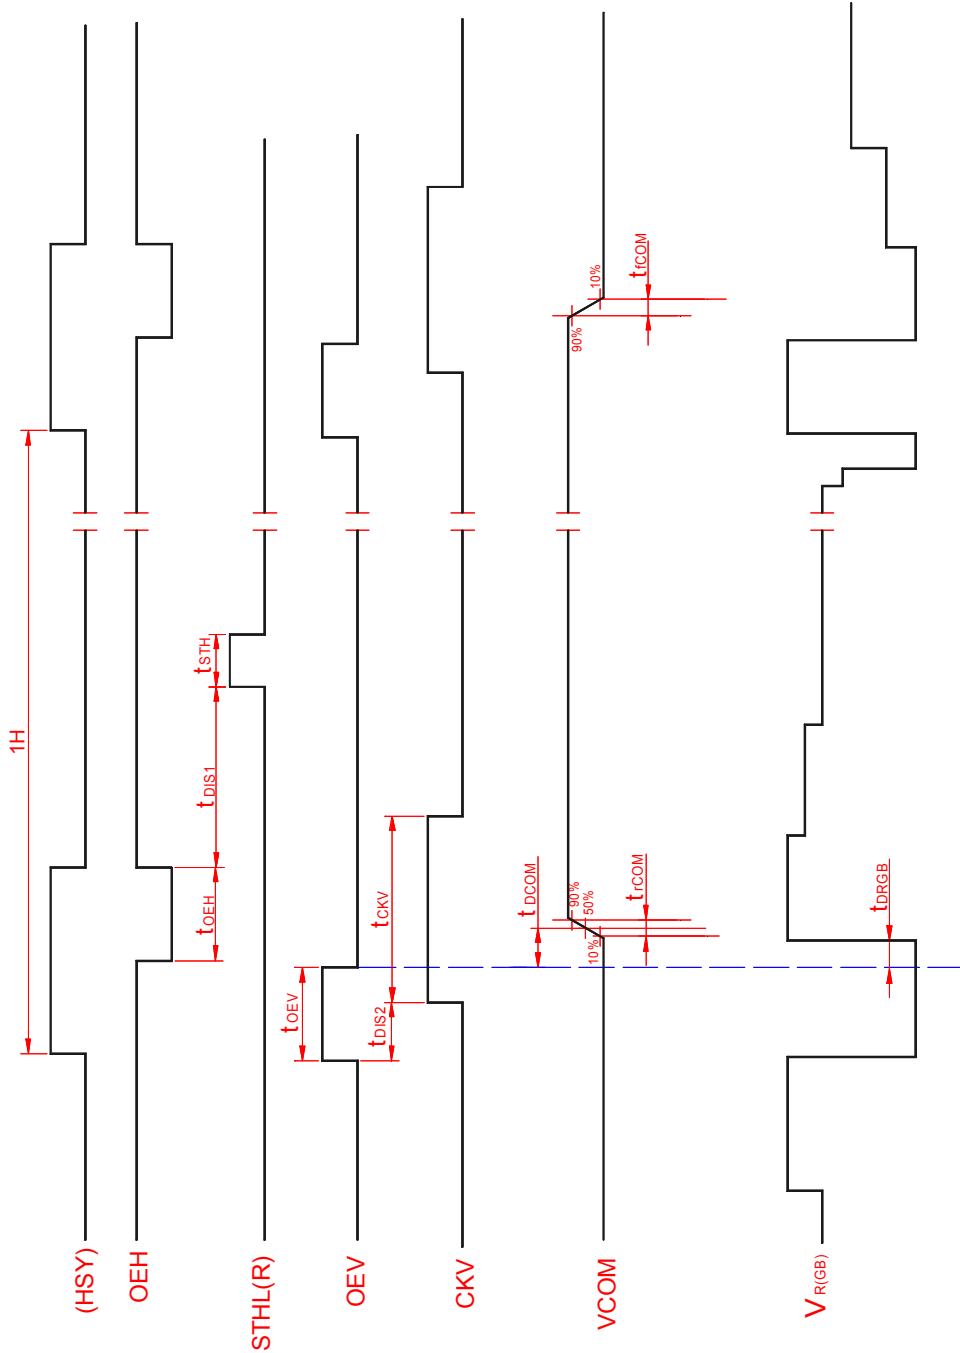 1H
(HSY)
tOEH
tDIS1
tSTH
OEH
STHL(R)
tOEV
OEV
tDIS2
tCKV
CKV
tDCOM
90%
50%
10%
trCOM
90%
10%
tfCOM
VCOM
tDRGB
VR(GB)